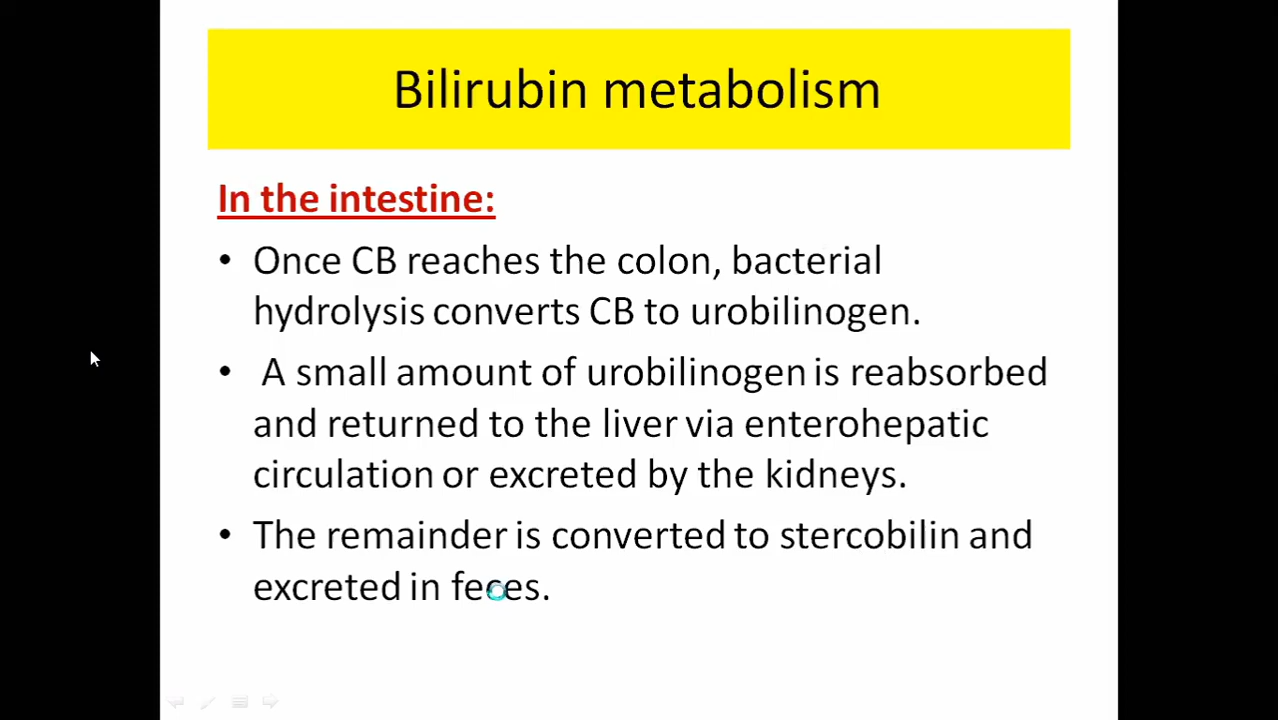 Bilirubin metabolism
In the intestine:
• Once CB reaches the colon, bacterial
hydrolysis converts CB to urobilinogen.
• A small amount of urobilinogen is reabsorbed
and returned to the liver via enterohepatic
circulation or excreted by the kidneys.
• The remainder is converted to stercobilin and
excreted in feces.